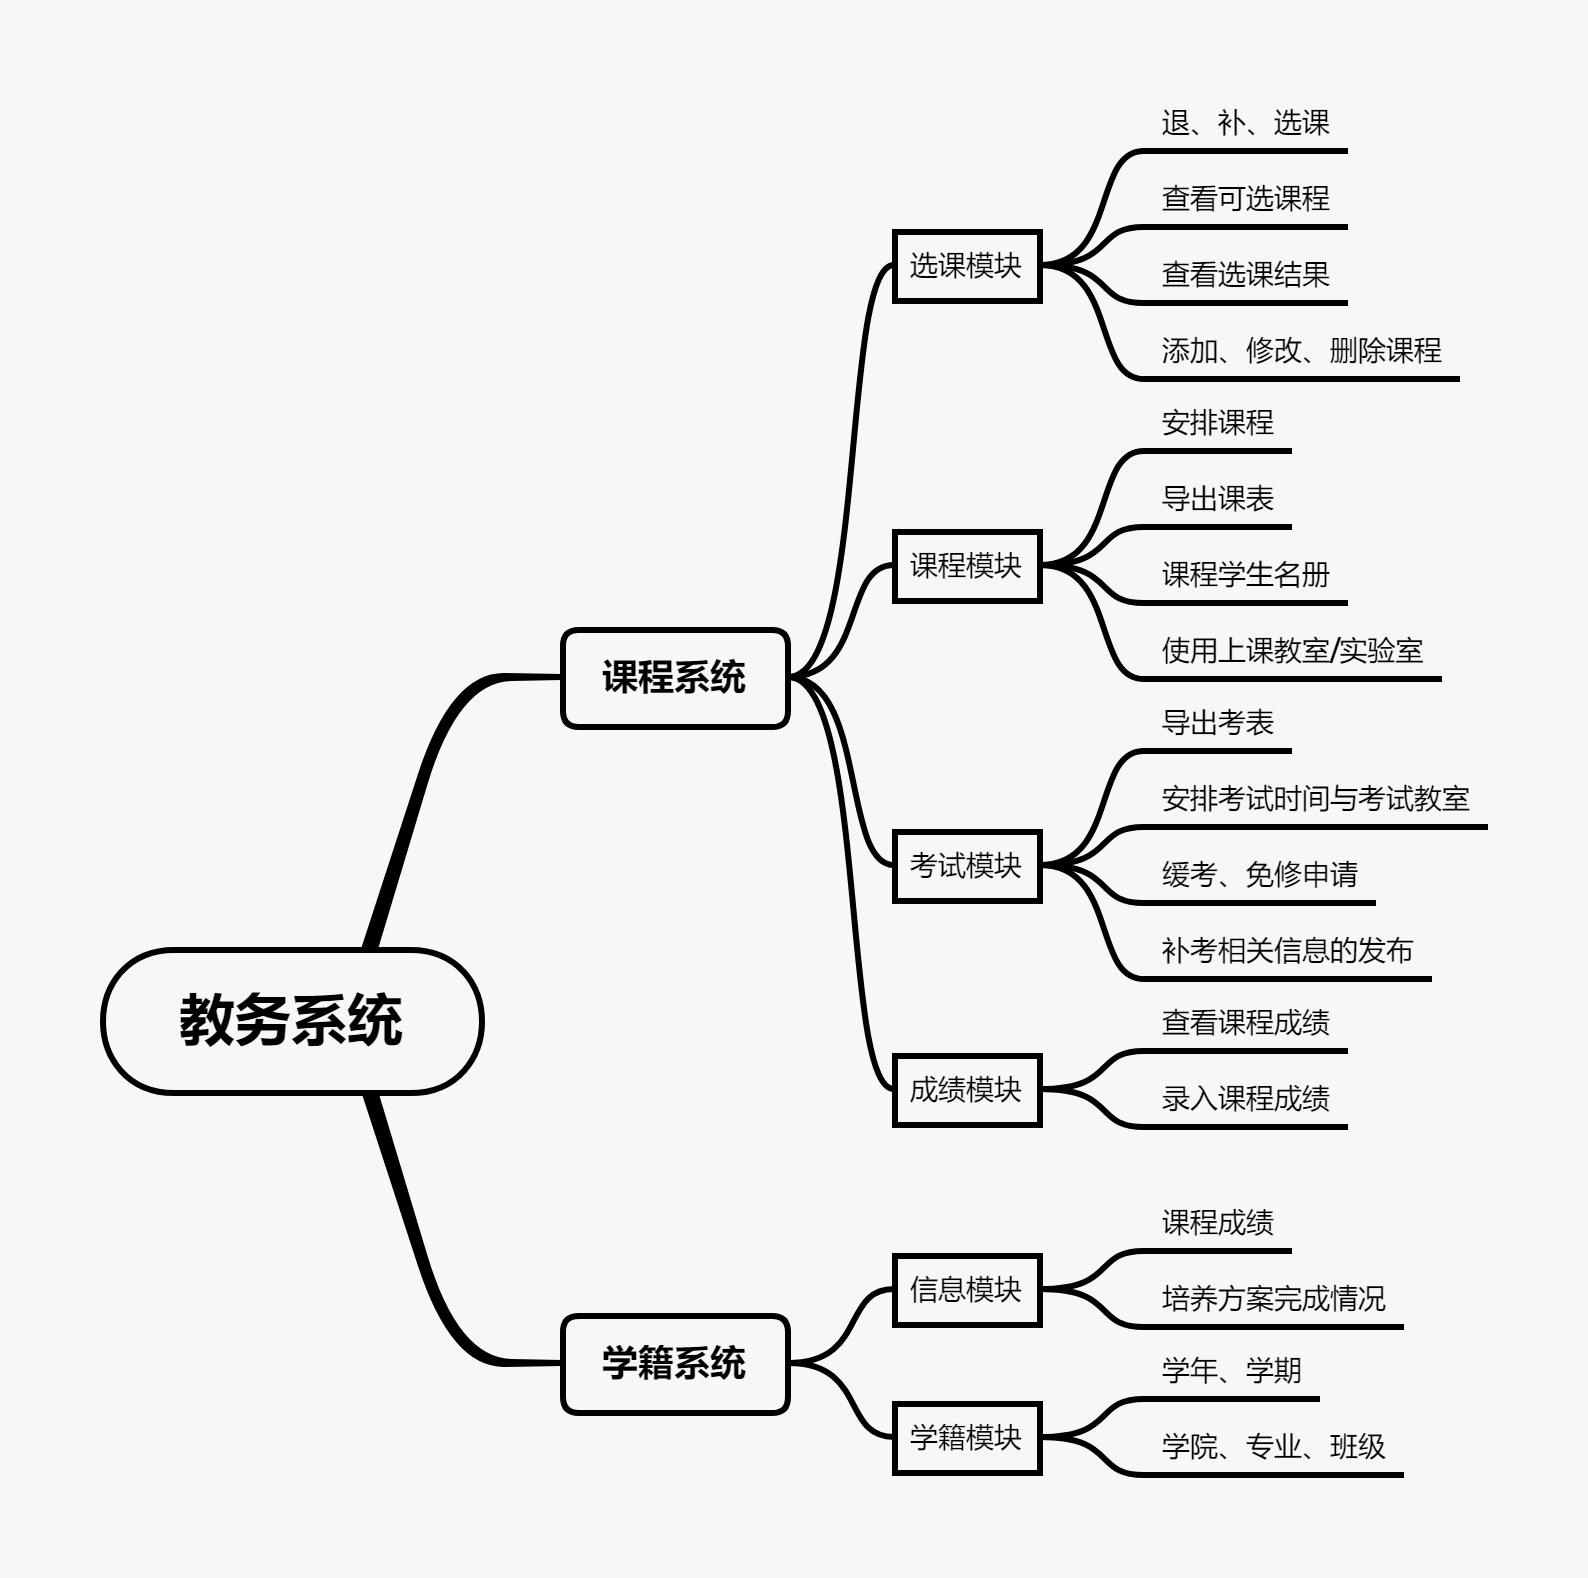 教务系统
课程系统
选课模块
退、补、选课
查看可选课程
查看选课结果
添加、修改、删除课程
课程模块
安排课程
导出课表
课程学生名册
使用上课教室/实验室
考试模块
导出考表
安排考试时间与考试教室
缓考、免修申请
补考相关信息的发布
成绩模块
查看课程成绩
录入课程成绩
学籍系统
信息模块
课程成绩
培养方案完成情况
学籍模块
学年、学期
学院、专业、班级